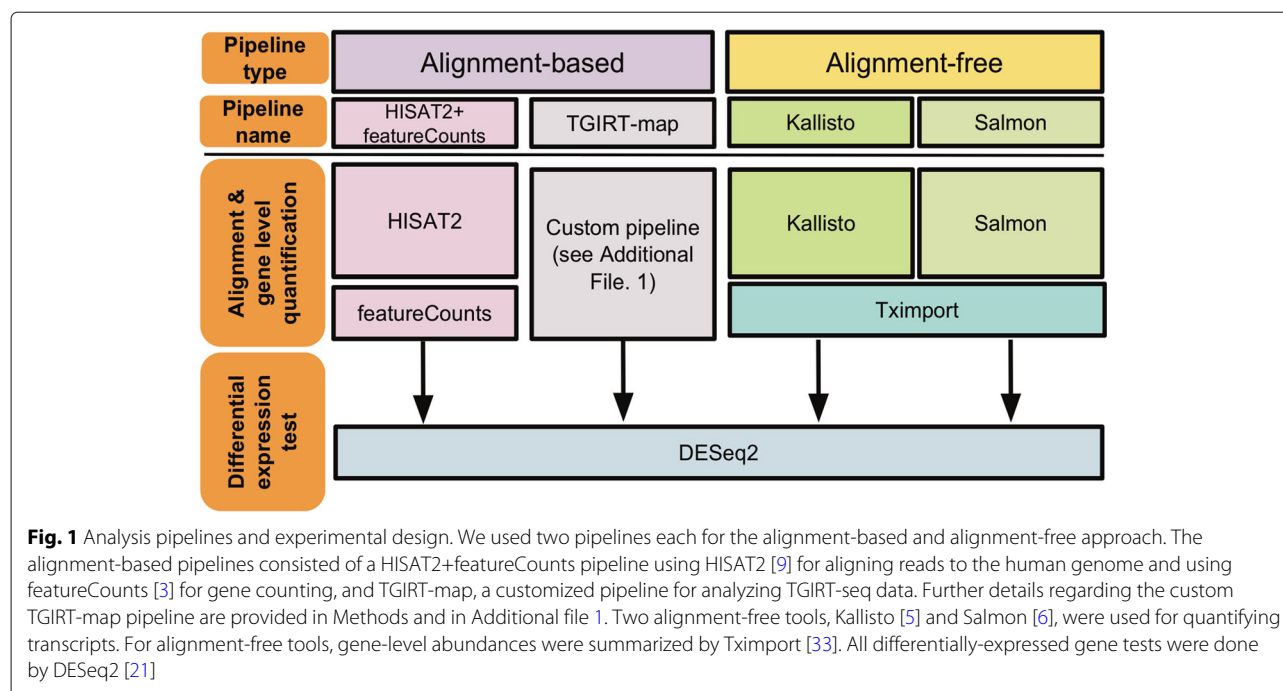 Pipeline type
Alignment-based
Alignment-free
Pipeline name
HISAT2+
featureCounts
TGIRT-map
Kallisto
Salmon
Alignment &
gene level
quantification
HISAT2
Custom pipeline
(see Additional
File. 1)
Kallisto
Salmon
featureCounts
Tximport
Differential
expression
test
DESeq2
Fig. 1 Analysis pipelines and experimental design. We used two pipelines each for the alignment-based and alignment-free approach. The
alignment-based pipelines consisted of a HISAT2+featureCounts pipeline using HISAT2 [9] for aligning reads to the human genome and using
featureCounts [3] for gene counting, and TGIRT-map, a customized pipeline for analyzing TGIRT-seq data. Further details regarding the custom
TGIRT-map pipeline are provided in Methods and in Additional file 1. Two alignment-free tools, Kallisto [5] and Salmon [6], were used for quantifying
transcripts. For alignment-free tools, gene-level abundances were summarized by Tximport [33]. All differentially-expressed gene tests were done
by DESeq2 [21]